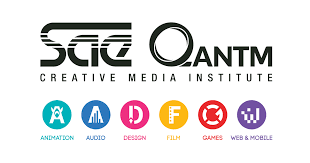 SAE QANTM
CREATIVE MEDIA INSTITUTE
ANIMATION AUDIO DESIGN FILM GAMES WEB & MOBILE